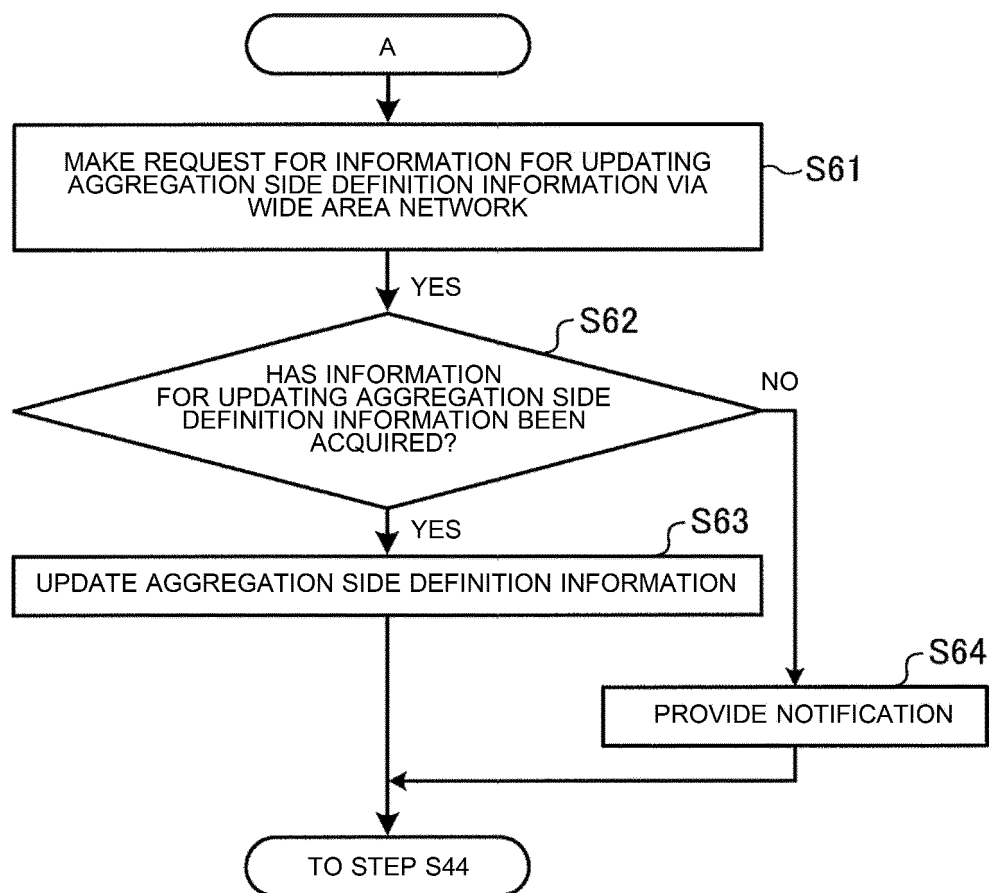 A
MAKE REQUEST FOR INFORMATION FOR UPDATING
AGGREGATION SIDE DEFINITION INFORMATION VIA
WIDE AREA NETWORK
S61
YES
S62
HAS INFORMATION
FOR UPDATING AGGREGATION SIDE
DEFINITION INFORMATION BEEN
ACQUIRED?
NO
YES
S63
UPDATE AGGREGATION SIDE DEFINITION INFORMATION
S64
PROVIDE NOTIFICATION
TO STEP S44